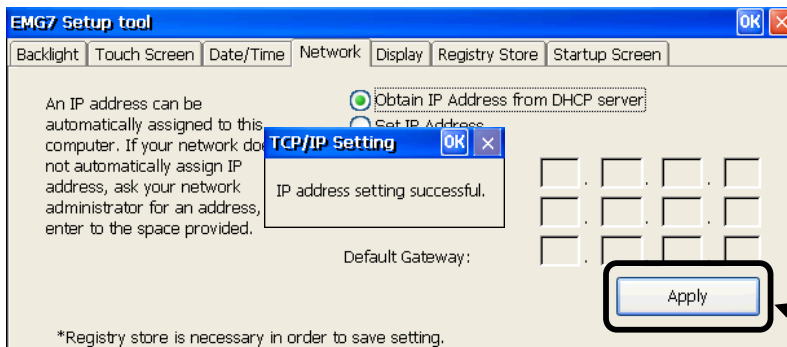 EMG7 Setup tool OK
Backlight Touch Screen Date/Time Network Display Registry Store Startup Screen
An IP address can be
automatically assigned to this
computer. If your network
not automatically assign IP
address, ask your network
administrator for an address,
enter to the space provided.
Obtain IP Address from DHCP server
Set IP Address
TCP/IP Setting OK
IP address setting successful.
. . .
. . .
Default Gateway: . . .
Apply
*Registry store is necessary in order to save setting.